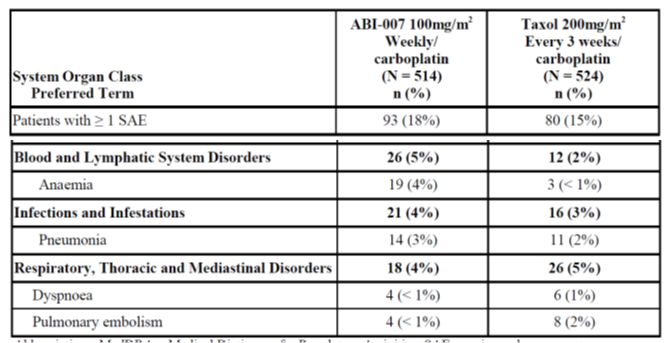 ABI-007 100mg/m² Taxol 200mg/m²
Weekly/ Every 3 weeks/
carboplatin carboplatin
System Organ Class (N = 514) (N = 524)
Preferred Term n (%) n (%)
Patients with ≥ 1 SAE 93 (18%) 80 (15%)
Blood and Lymphatic System Disorders 26 (5%) 12 (2%)
Anaemia 19 (4%) 3 (< 1%)
Infections and Infestations 21 (4%) 16 (3%)
Pneumonia 14 (3%) 11 (2%)
Respiratory, Thoracic and Mediastinal Disorders 18 (4%) 26 (5%)
Dyspnoea 4 (< 1%) 6 (1%)
Pulmonary embolism 4 (< 1%) 8 (2%)